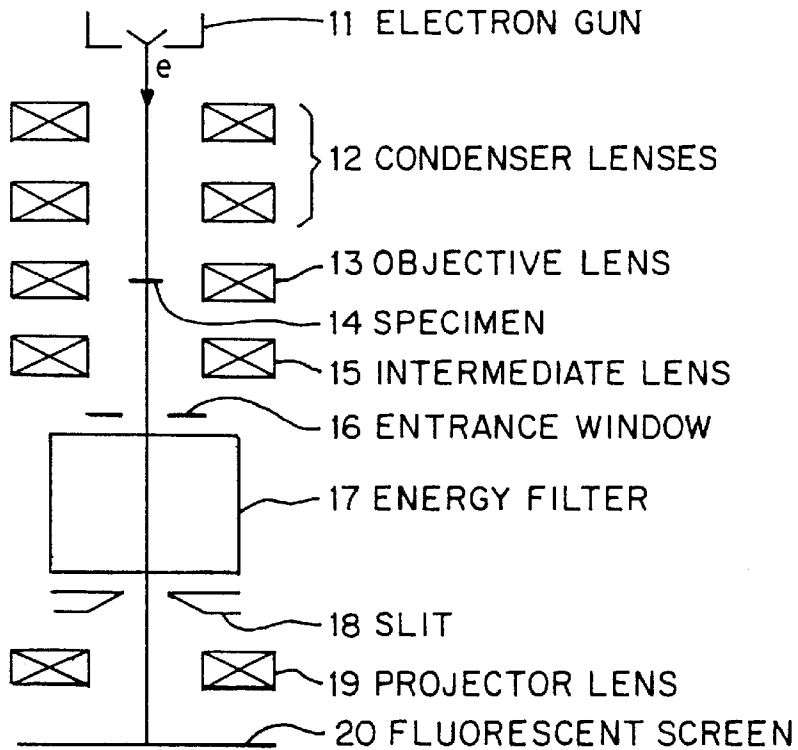 11 ELECTRON GUN
e
12 CONDENSER LENSES
13 OBJECTIVE LENS
14 SPECIMEN
15 INTERMEDIATE LENS
16 ENTRANCE WINDOW
17 ENERGY FILTER
18 SLIT
19 PROJECTOR LENS
20 FLUORESCENT SCREEN